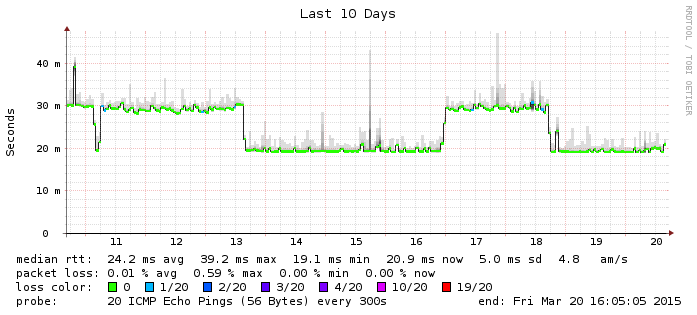 Last 10 Days
RRDTOOL / TOBI OETIKER
Seconds
40 m
30 m
20 m
10 m
0
11 12 13 14 15 16 17 18 19 20
median rtt: 24.2 ms avg 39.2 ms max 19.1 ms min 20.9 ms now 5.0 ms sd 4.8 am/s
packet loss: 0.01 % avg 0.59 % max 0.00 % min 0.00 % now
loss color: 0 1/20 2/20 3/20 4/20 10/20 19/20
probe: 20 ICMP Echo Pings (56 Bytes) every 300s end: Fri Mar 20 16:05:05 2015